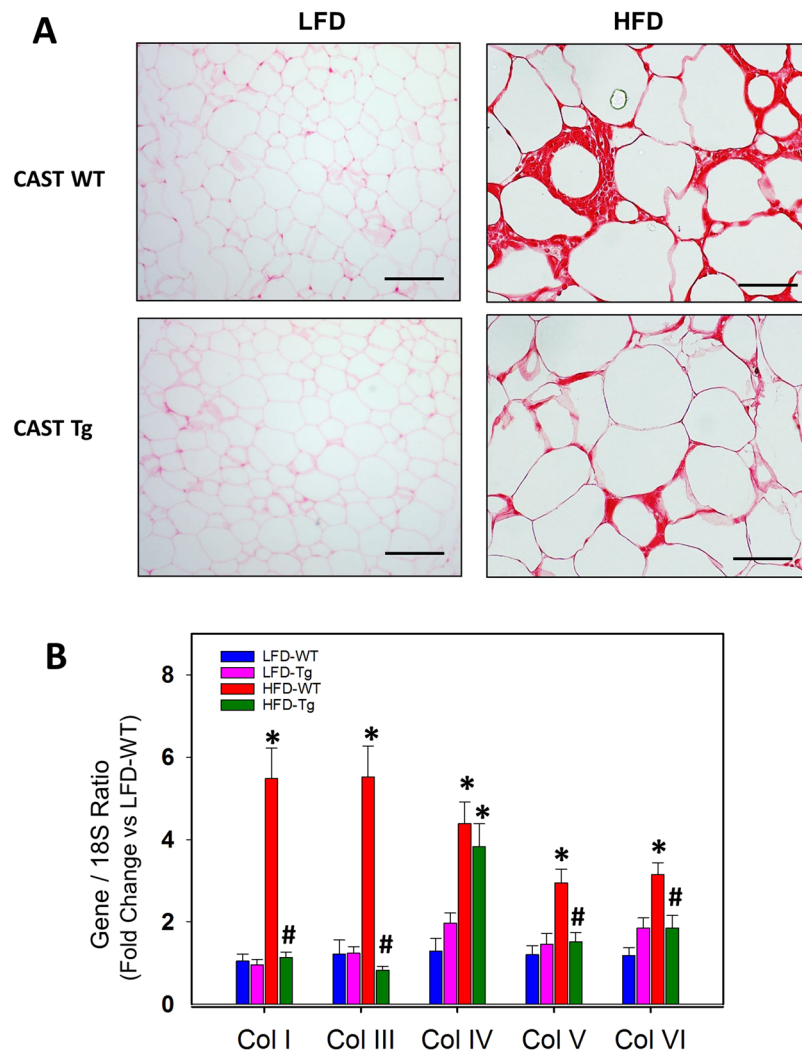 A
LFD
HFD
CAST WT
CAST Tg
B
Gene / 18S Ratio
(Fold Change vs LFD-WT)
8
6
4
2
0
LFD-WT
LFD-Tg
HFD-WT
HFD-Tg
* * * * * *
# # # #
Col I Col III Col IV Col V Col VI